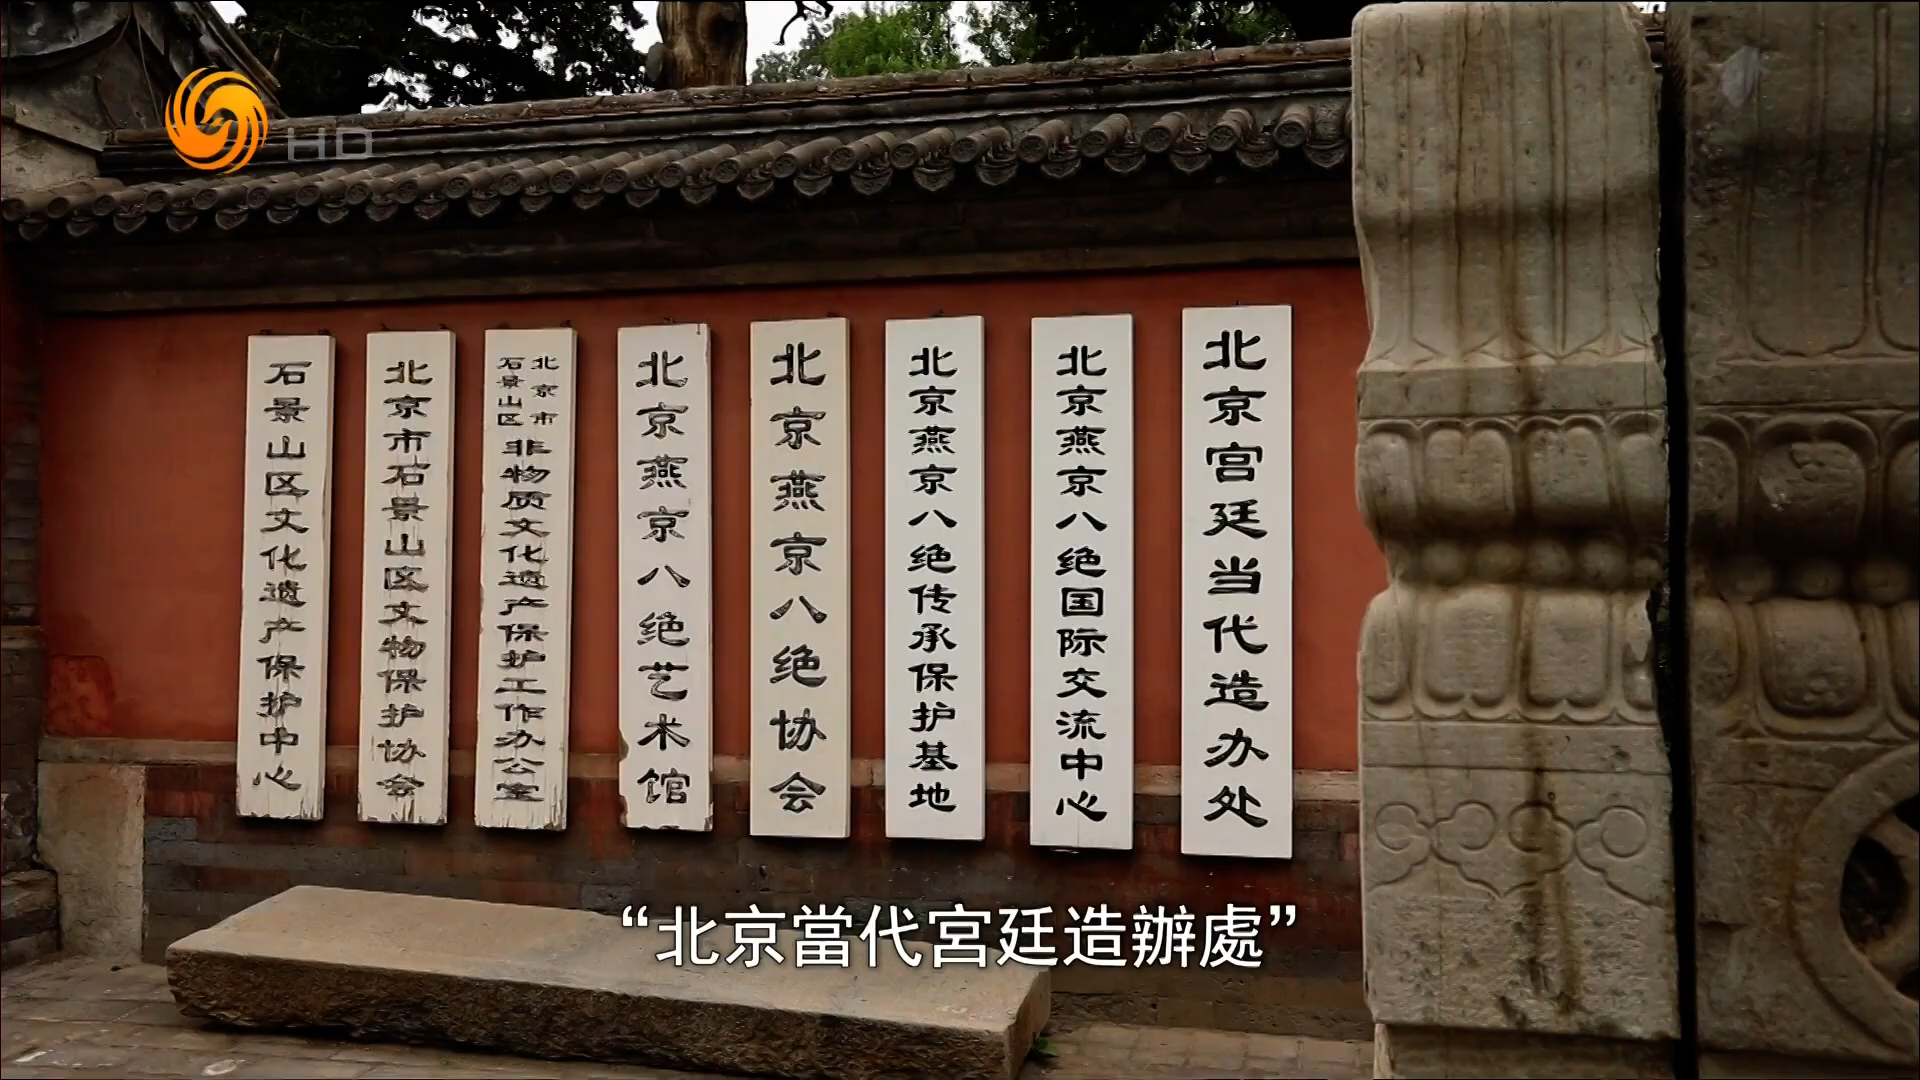 HD
石景山区文化遗产保护中心
北京市石景山区文物保护协会
北京市
石景山区
非物质文化遗产保护工作办公室
北京燕京八绝艺术馆
北京燕京八绝协会
北京燕京八绝传承保护基地
北京燕京八绝国际交流中心
北京宫廷当代造办处
“北京當代宮廷造辦處”